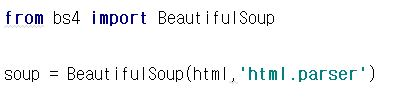 from bs4 import BeautifulSoup
soup = BeautifulSoup(html,'html.parser')